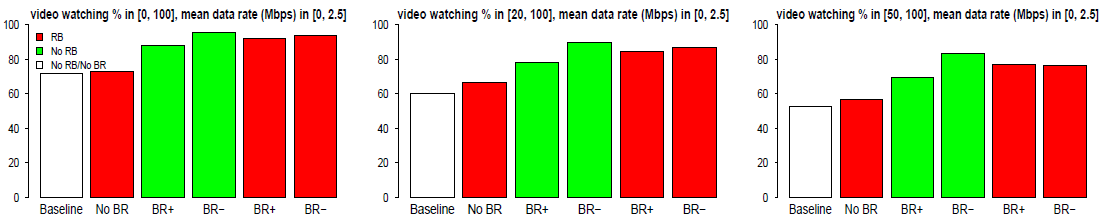 video watching % in [0, 100], mean data rate (Mbps) in [0, 2.5]
100
80
60
40
20
0
RB
No RB
No RB/No BR
Baseline No BR BR+ BR− BR+ BR−
video watching % in [20, 100], mean data rate (Mbps) in [0, 2.5]
100
80
60
40
20
0
Baseline No BR BR+ BR− BR+ BR−
video watching % in [50, 100], mean data rate (Mbps) in [0, 2.5]
100
80
60
40
20
0
Baseline No BR BR+ BR− BR+ BR−